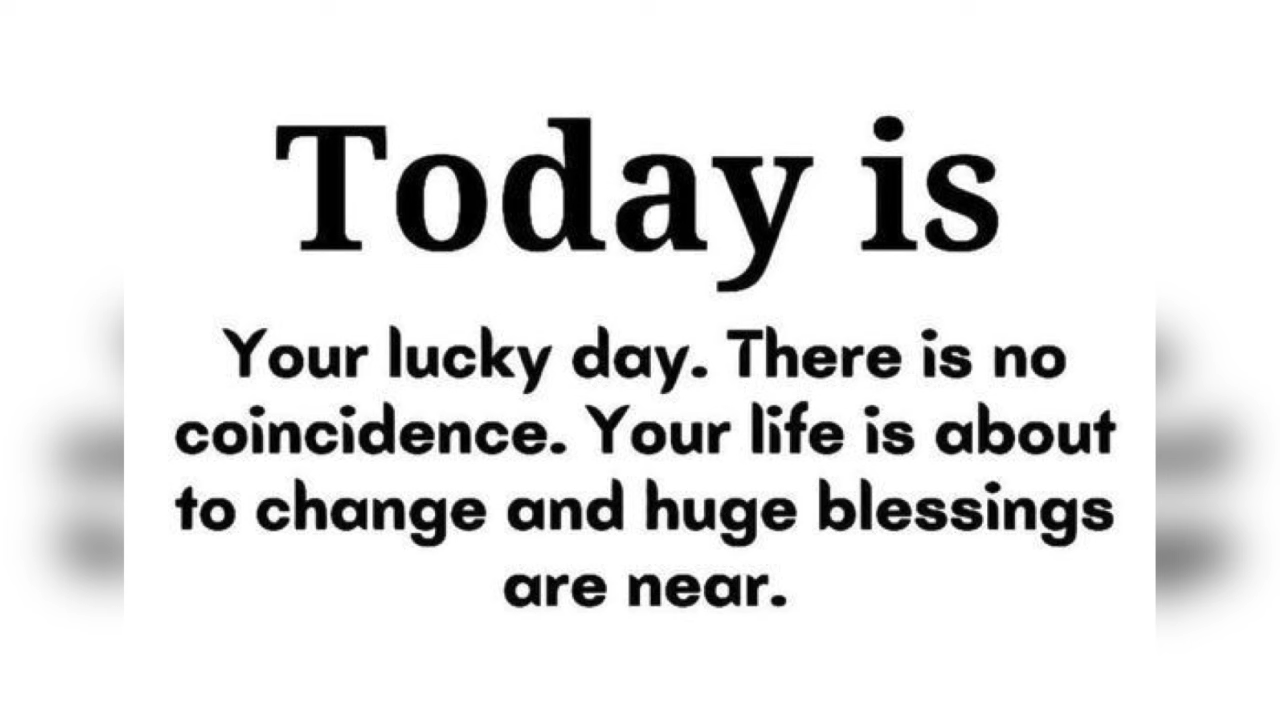 Today is
Your lucky day. There is no
coincidence. Your life is about
to change and huge blessings
are near.